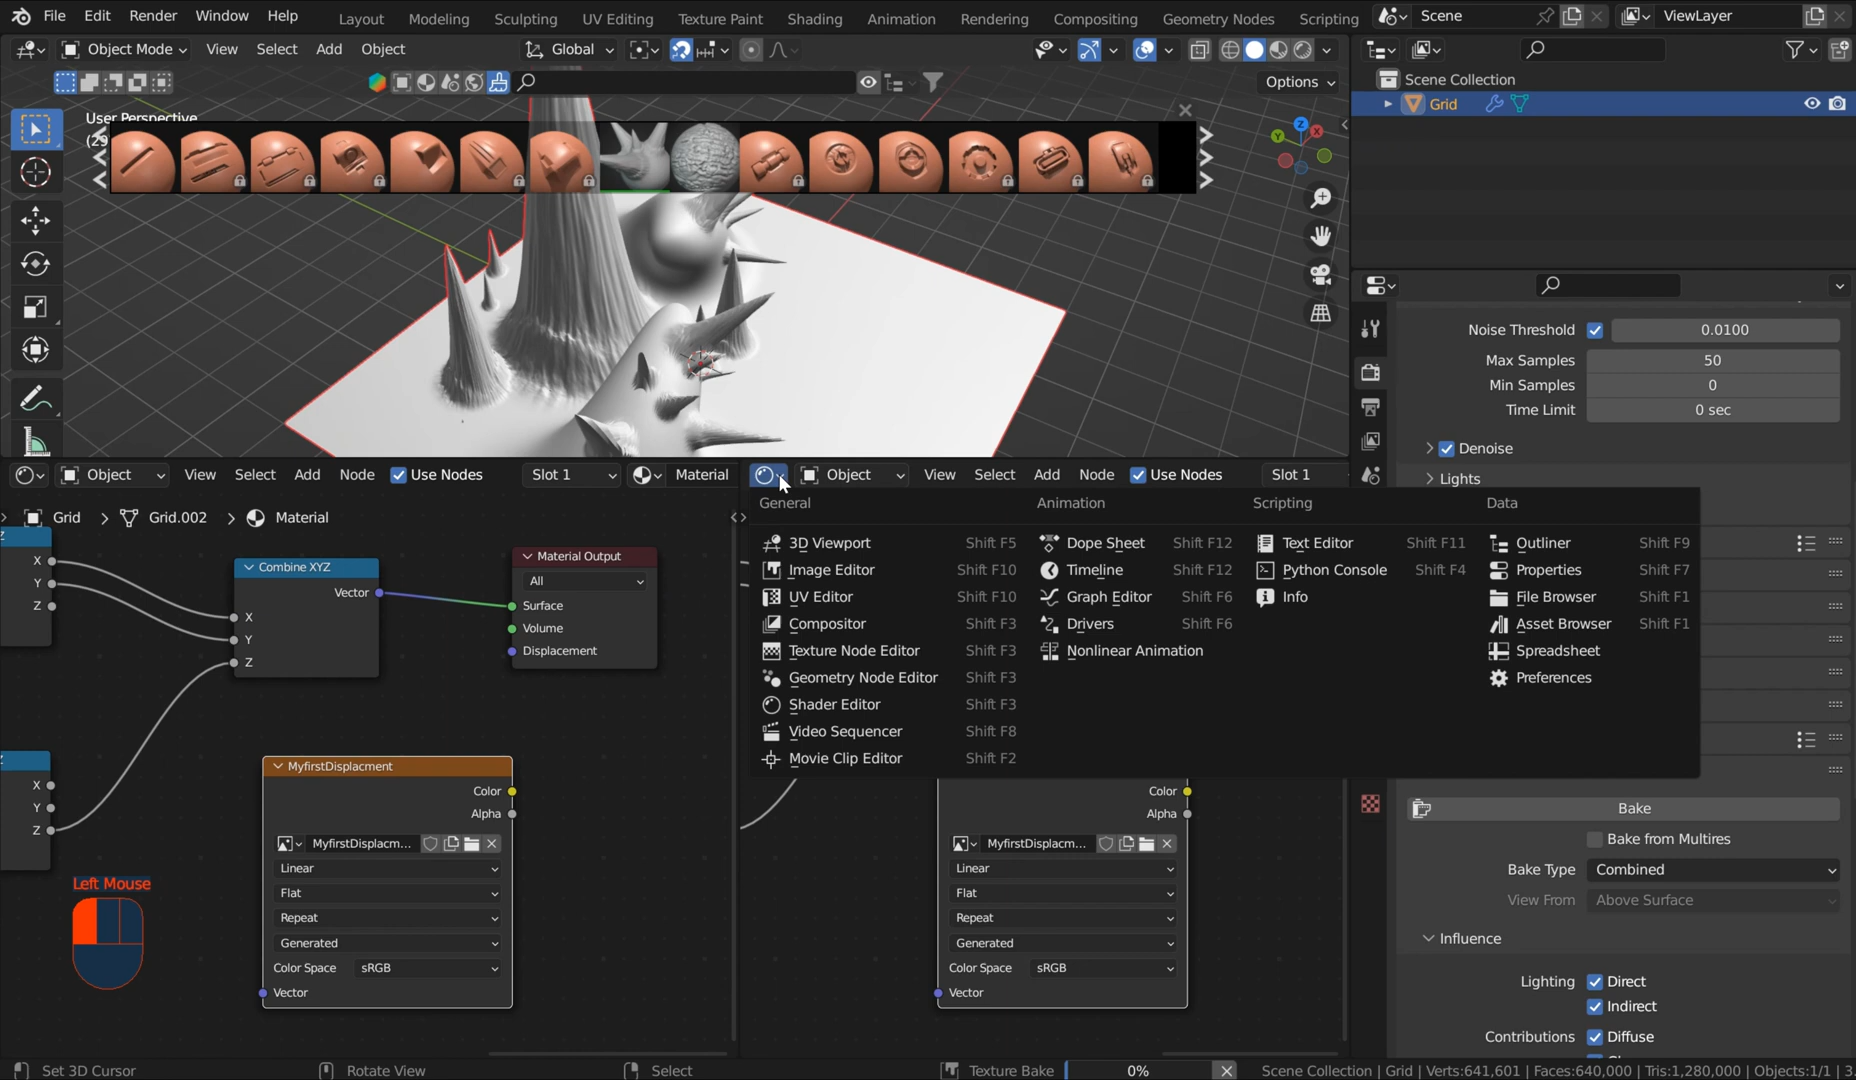 File Edit Render Window Help Layout Modeling Sculpting UV Editing Texture Paint Shading Animation Rendering Compositing Geometry Nodes Scripting Scene ViewLayer
Object Mode View Select Add Object Global
Options
Scene Collection
Grid
User Perspective
(29
Noise Threshold 0.0100
Max Samples 50
Min Samples 0
Time Limit 0 sec
Denoise
Lights
Object View Select Add Node Use Nodes Slot 1 Material
Object View Select Add Node Use Nodes Slot 1
Grid > Grid.002 > Material
X
Y
Z
Combine XYZ
Vector
X
Y
Z
Material Output
All
Surface
Volume
Displacement
X
Y
Z
MyfirstDisplacment
Color
Alpha
MyfirstDisplacm...
Linear
Flat
Repeat
Generated
Color Space sRGB
Vector
Left Mouse
General
3D Viewport Shift F5
Image Editor Shift F10
UV Editor Shift F10
Compositor Shift F3
Texture Node Editor Shift F3
Geometry Node Editor Shift F3
Shader Editor Shift F3
Video Sequencer Shift F8
Movie Clip Editor Shift F2
Animation
Dope Sheet Shift F12
Timeline Shift F12
Graph Editor Shift F6
Drivers Shift F6
Nonlinear Animation
Scripting
Text Editor Shift F11
Python Console Shift F4
Info
Data
Outliner Shift F9
Properties Shift F7
File Browser Shift F1
Asset Browser Shift F1
Spreadsheet
Preferences
Color
Alpha
MyfirstDisplacm...
Linear
Flat
Repeat
Generated
Color Space sRGB
Vector
Bake
Bake from Multires
Bake Type Combined
View From Above Surface
Influence
Lighting Direct
Indirect
Contributions Diffuse
Set 3D Cursor Rotate View Select Texture Bake 0% Scene Collection | Grid | Verts:641,601 | Faces:640,000 | Tris:1,280,000 | Objects:1/1 | 3.